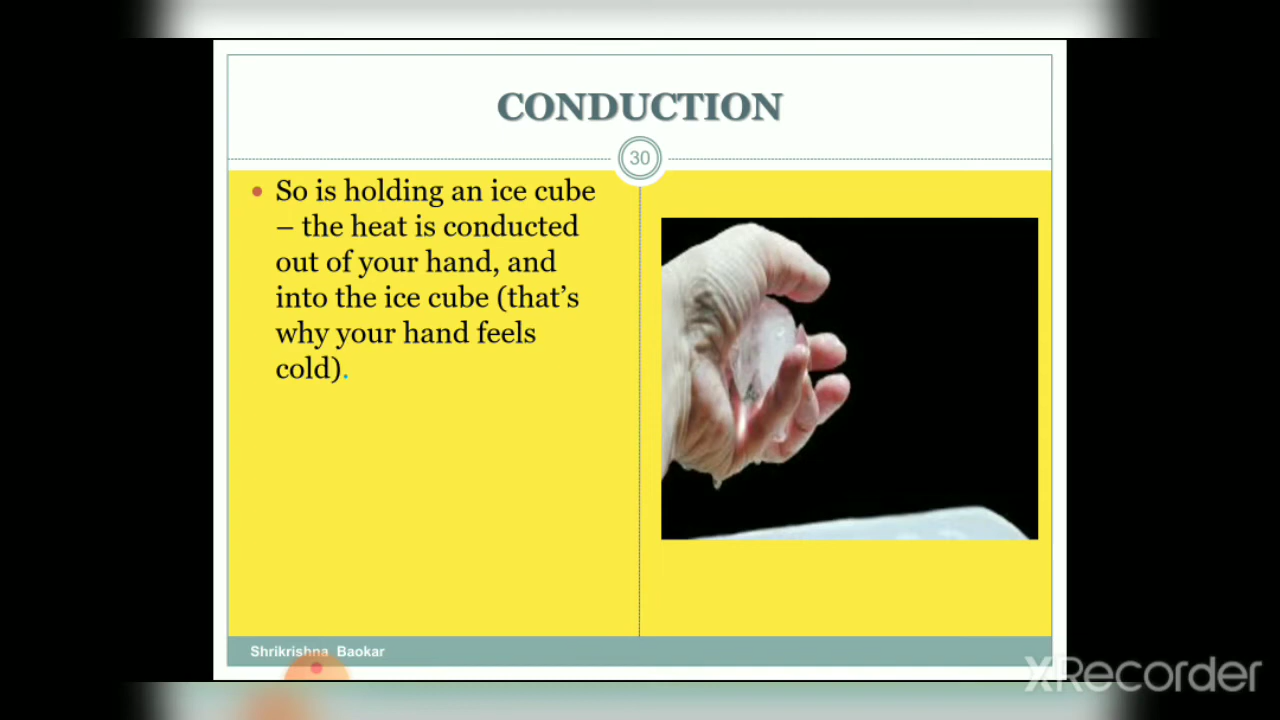 CONDUCTION
30
• So is holding an ice cube
– the heat is conducted
out of your hand, and
into the ice cube (that’s
why your hand feels
cold).
Shrikrishna Baokar
XRecorder